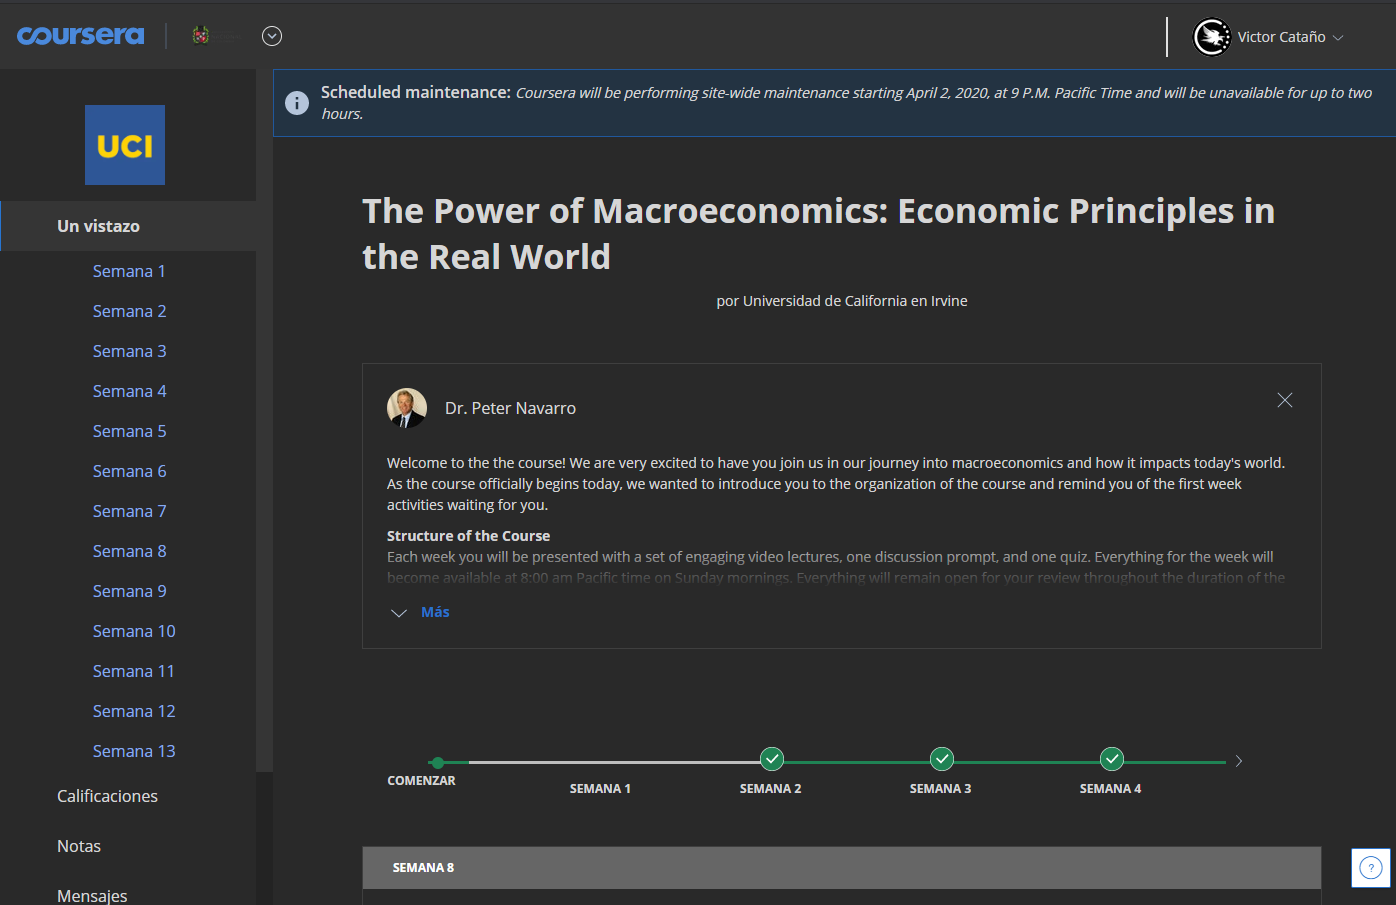 coursera
Victor Cataño
Scheduled maintenance: Coursera will be performing site-wide maintenance starting April 2, 2020, at 9 P.M. Pacific Time and will be unavailable for up to two
hours.
UCI
Un vistazo
Semana 1
Semana 2
Semana 3
Semana 4
Semana 5
Semana 6
Semana 7
Semana 8
Semana 9
Semana 10
Semana 11
Semana 12
Semana 13
Calificaciones
Notas
Mensajes
The Power of Macroeconomics: Economic Principles in
the Real World
por Universidad de California en Irvine
Dr. Peter Navarro
Welcome to the the course! We are very excited to have you join us in our journey into macroeconomics and how it impacts today's world.
As the course officially begins today, we wanted to introduce you to the organization of the course and remind you of the first week
activities waiting for you.
Structure of the Course
Each week you will be presented with a set of engaging video lectures, one discussion prompt, and one quiz. Everything for the week will
become available at 8:00 am Pacific time on Sunday mornings. Everything will remain open for your review throughout the duration of the
Más
COMENZAR
SEMANA 1
SEMANA 2
SEMANA 3
SEMANA 4
SEMANA 8
?